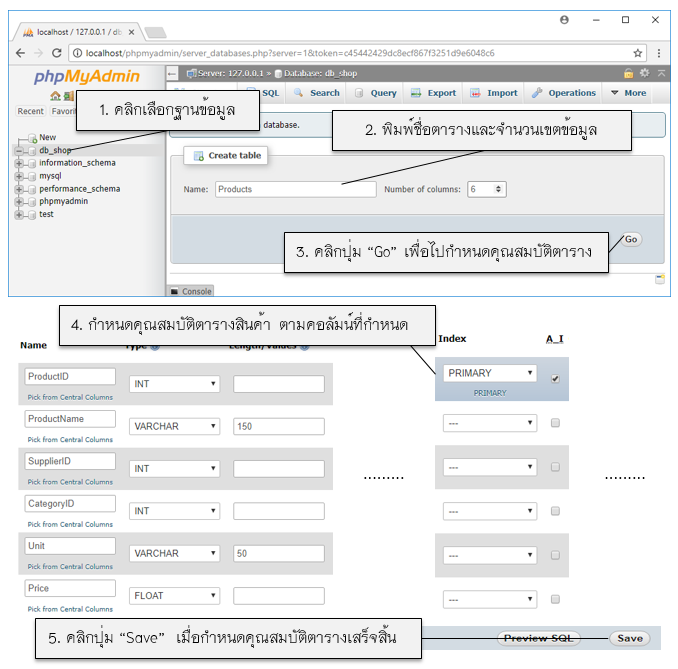 localhost / 127.0.0.1 / db
localhost/phpmyadmin/server_databases.php?server=1&token=c45442429dc8ecf867f3251d9e6048c6
phpMyAdmin
Server: 127.0.0.1 » Database: db_shop
SQL Search Query Export Import Operations More
Recent Favori
1. คลิกเลือกฐานข้อมูล
database.
2. พิมพ์ชื่อตารางและจำนวนเขตข้อมูล
New
db_shop
information_schema
mysql
performance_schema
phpmyadmin
test
Create table
Name: Products Number of columns: 6
Go
3. คลิกปุ่ม “Go” เพื่อไปกำหนดคุณสมบัติตาราง
Console
4. กำหนดคุณสมบัติตารางสินค้า ตามคอลัมน์ที่กำหนด
Name Type Length/Values Index A_I
ProductID INT PRIMARY
Pick from Central Columns PRIMARY
ProductName VARCHAR 150 ---
Pick from Central Columns
SupplierID INT ......... --- .........
Pick from Central Columns
CategoryID INT ---
Pick from Central Columns
Unit VARCHAR 50 ---
Pick from Central Columns
Price FLOAT ---
Pick from Central Columns
5. คลิกปุ่ม “Save” เมื่อกำหนดคุณสมบัติตารางเสร็จสิ้น
Preview SQL Save